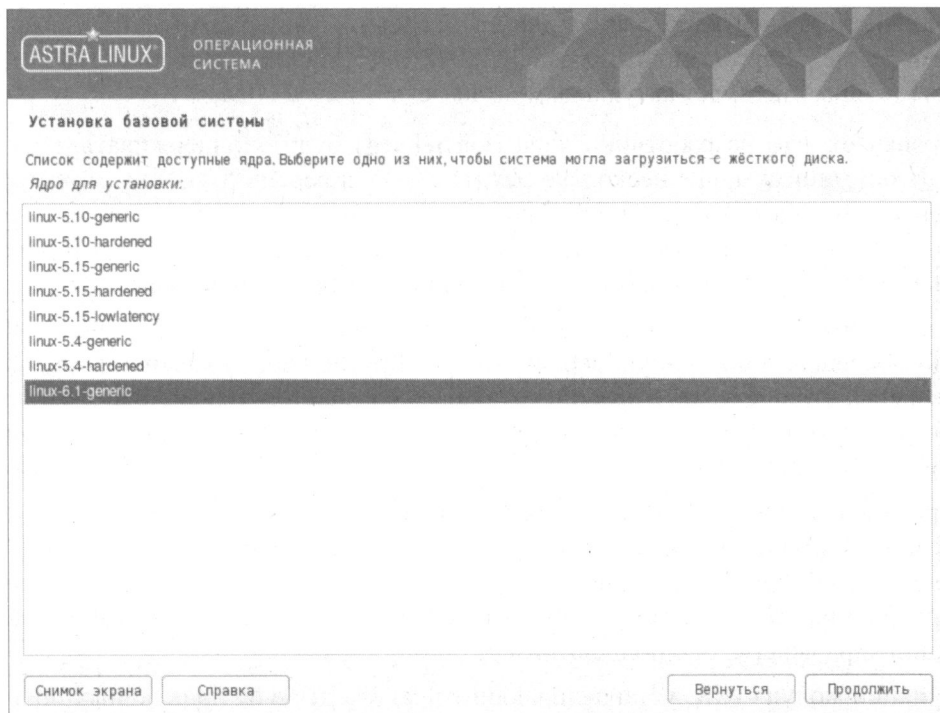 ASTRA LINUX®
ОПЕРАЦИОННАЯ
СИСТЕМА
Установка базовой системы
Список содержит доступные ядра. Выберите одно из них, чтобы система могла загрузиться с жёсткого диска.
Ядро для установки:
linux-5.10-generic
linux-5.10-hardened
linux-5.15-generic
linux-5.15-hardened
linux-5.15-lowlatency
linux-5.4-generic
linux-5.4-hardened
linux-6.1-generic
Снимок экрана
Справка
Вернуться
Продолжить